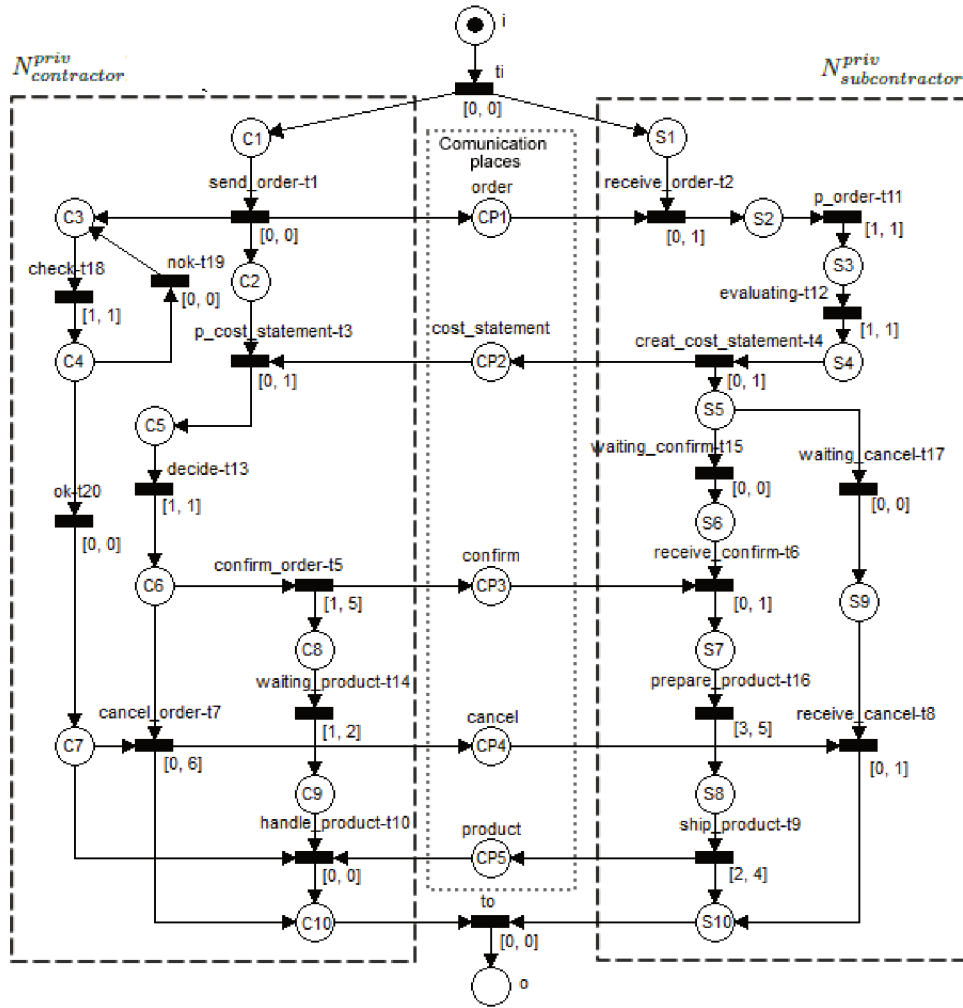 i
N^{priv}_{contractor}
N^{priv}_{subcontractor}
ti
[0, 0]
C1
Comunication
places
S1
send_order-t1
order
receive_order-t2
p_order-t11
C3
CP1
S2
[0, 0]
[0, 1]
[1, 1]
check-t18
nok-t19
C2
S3
[0, 0]
evaluating-t12
[1, 1]
[1, 1]
p_cost_statement-t3
cost_statement
creat_cost_statement-t4
C4
CP2
S4
[0, 1]
[0, 1]
C5
S5
waiting_confirm-t15
waiting_cancel-t17
decide-t13
ok-t20
[1, 1]
[0, 0]
[0, 0]
[0, 0]
S6
confirm_order-t5
confirm
receive_confirm-t6
C6
CP3
S9
[1, 5]
[0, 1]
C8
S7
waiting_product-t14
prepare_product-t16
cancel_order-t7
cancel
receive_cancel-t8
[1, 2]
[3, 5]
C7
CP4
[0, 6]
[0, 1]
C9
S8
handle_product-t10
product
ship_product-t9
CP5
[0, 0]
[2, 4]
to
C10
S10
[0, 0]
o